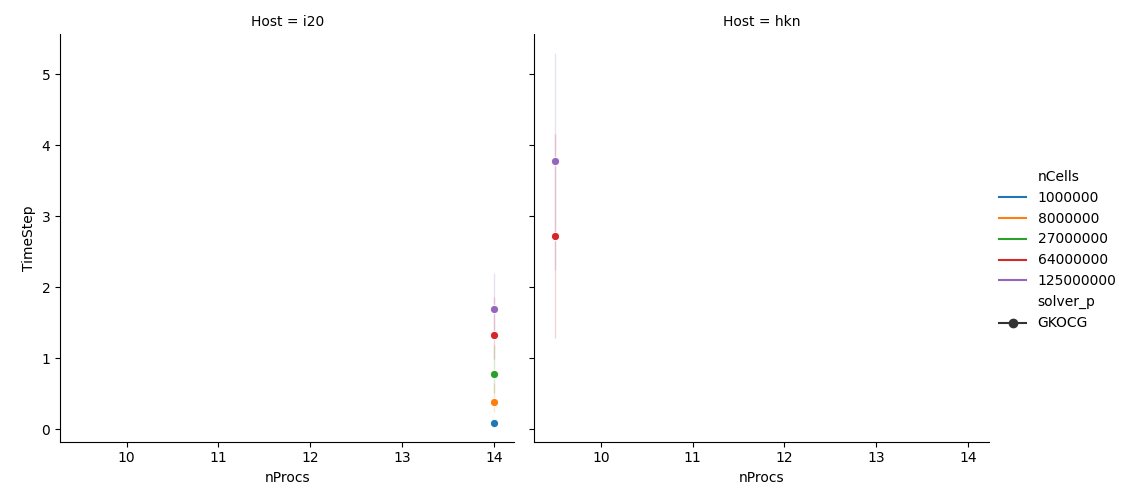 Host = i20
Host = hkn
TimeStep
5
4
3
2
1
0
10 11 12 13 14
10 11 12 13 14
nProcs
nProcs
nCells
1000000
8000000
27000000
64000000
125000000
solver_p
GKOCG